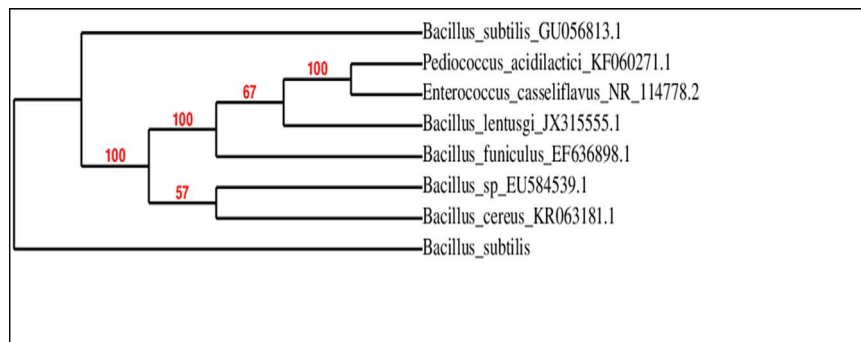 Bacillus_subtilis_GU056813.1
Pediococcus_acidilactici_KF060271.1
100
Enterococcus_casseliflavus_NR_114778.2
67
Bacillus_lentusgi_JX315555.1
100
Bacillus_funiculus_EF636898.1
100
Bacillus_sp_EU584539.1
57
Bacillus_cereus_KR063181.1
Bacillus_subtilis